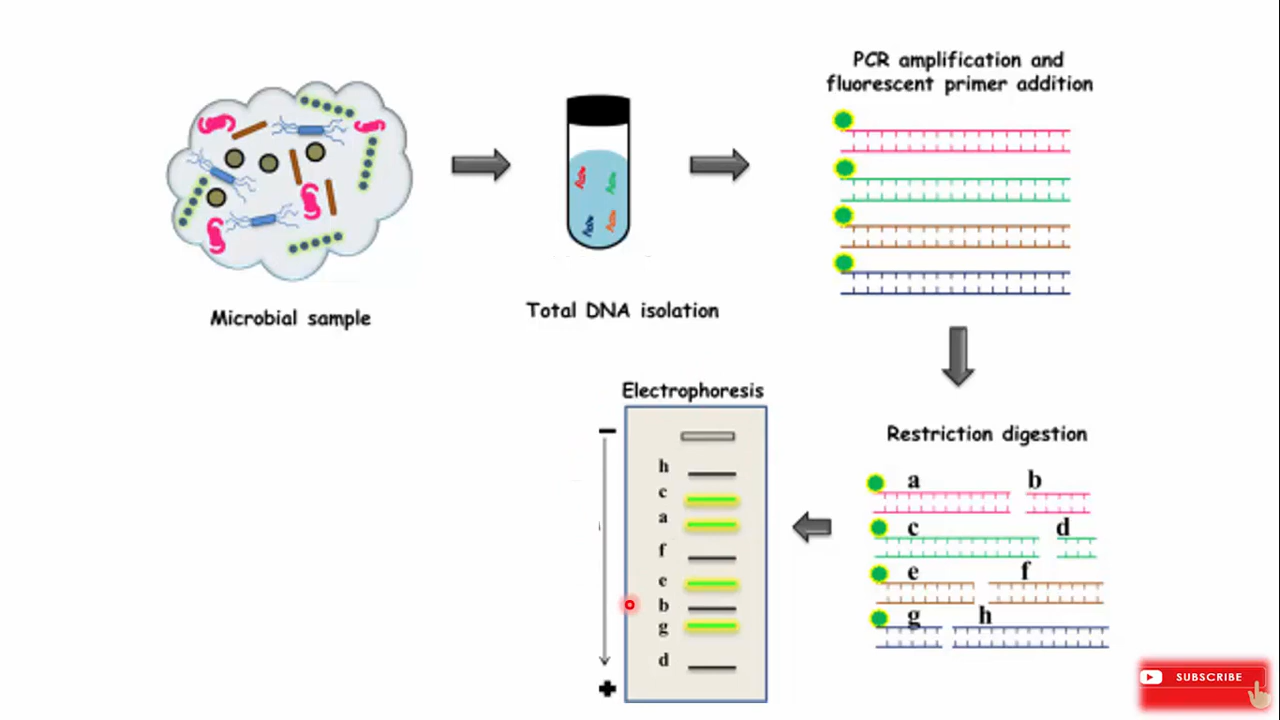 PCR amplification and
fluorescent primer addition
Microbial sample
Total DNA isolation
Electrophoresis
Restriction digestion
a b
c d
e f
g h
h
c
a
f
e
b
g
d
SUBSCRIBE